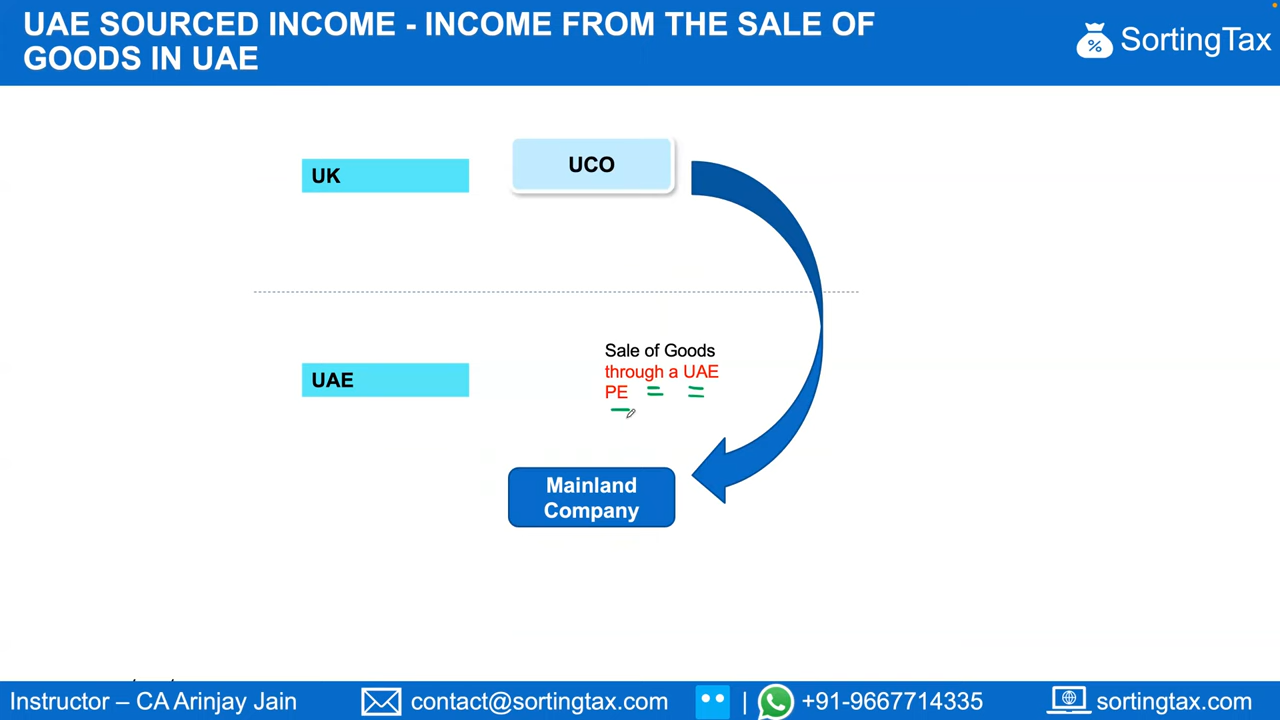 UAE SOURCED INCOME - INCOME FROM THE SALE OF
GOODS IN UAE
% SortingTax
UK
UCO
Sale of Goods
through a UAE
PE
UAE
Mainland
Company
Instructor – CA Arinjay Jain
contact@sortingtax.com
| +91-9667714335
sortingtax.com